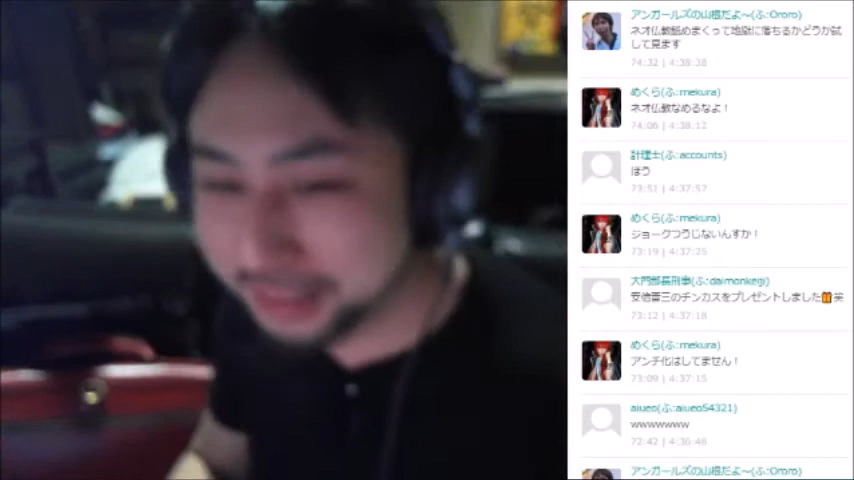 アンガールズの山根だよ～(ふ:Ororo)
ネオ仏教舐めまくって地獄に落ちるかどうか試
して見ます
74:32 | 4:38:38
めくら(ふ:mekura)
ネオ仏教なめるなよ！
74:06 | 4:38:12
計理士(ふ:accounts)
ほう
73:51 | 4:37:57
めくら(ふ:mekura)
ジョークつうじないんすか！
73:19 | 4:37:25
大門部長刑事(ふ:daimonkeiji)
安倍晋三のチンカスをプレゼントしました🎁笑
73:12 | 4:37:18
めくら(ふ:mekura)
アンチ化はしてません！
73:09 | 4:37:15
aiueo(ふ:aiueo54321)
wwwwwww
72:42 | 4:36:48
アンガールズの山根だよ～(ふ:Ororo)